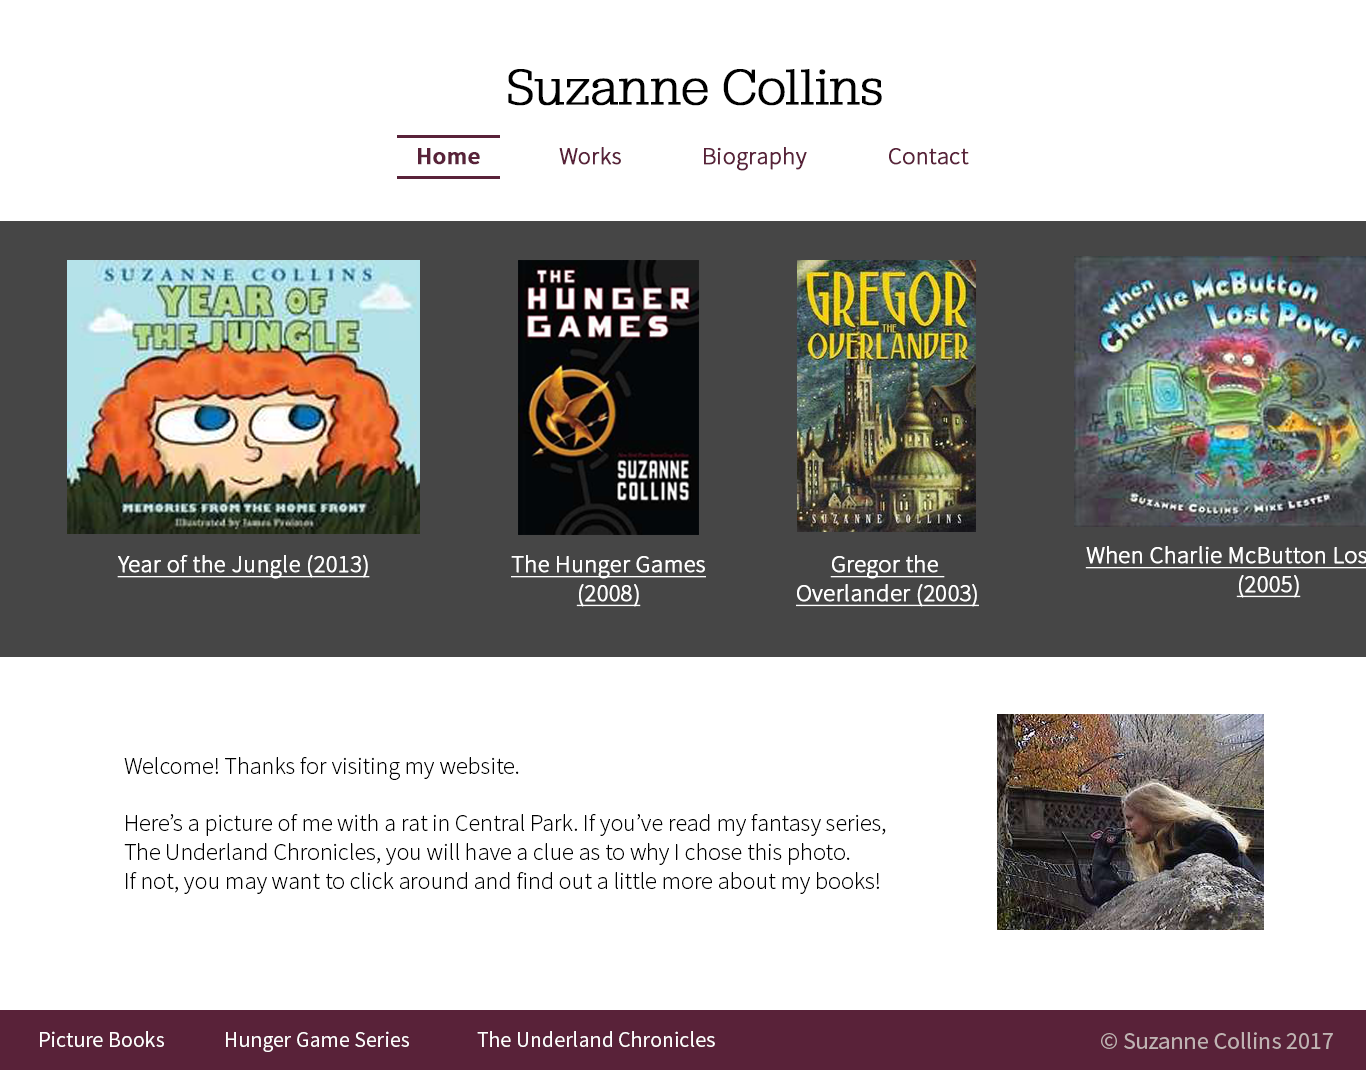 Suzanne Collins
Home Works Biography Contact
SUZANNE COLLINS
YEAR OF
THE JUNGLE
MEMORIES FROM THE HOME FRONT
Illustrated by James Proimos
Year of the Jungle (2013)
THE
HUNGER
GAMES
SUZANNE
COLLINS
The Hunger Games
(2008)
GREGOR
THE
OVERLANDER
SUZANNE COLLINS
Gregor the
Overlander (2003)
When
Charlie McButton
Lost Power
SUZANNE COLLINS / MIKE LESTER
When Charlie McButton Los
(2005)
Welcome! Thanks for visiting my website.
Here’s a picture of me with a rat in Central Park. If you’ve read my fantasy series,
The Underland Chronicles, you will have a clue as to why I chose this photo.
If not, you may want to click around and find out a little more about my books!
Picture Books Hunger Game Series The Underland Chronicles © Suzanne Collins 2017